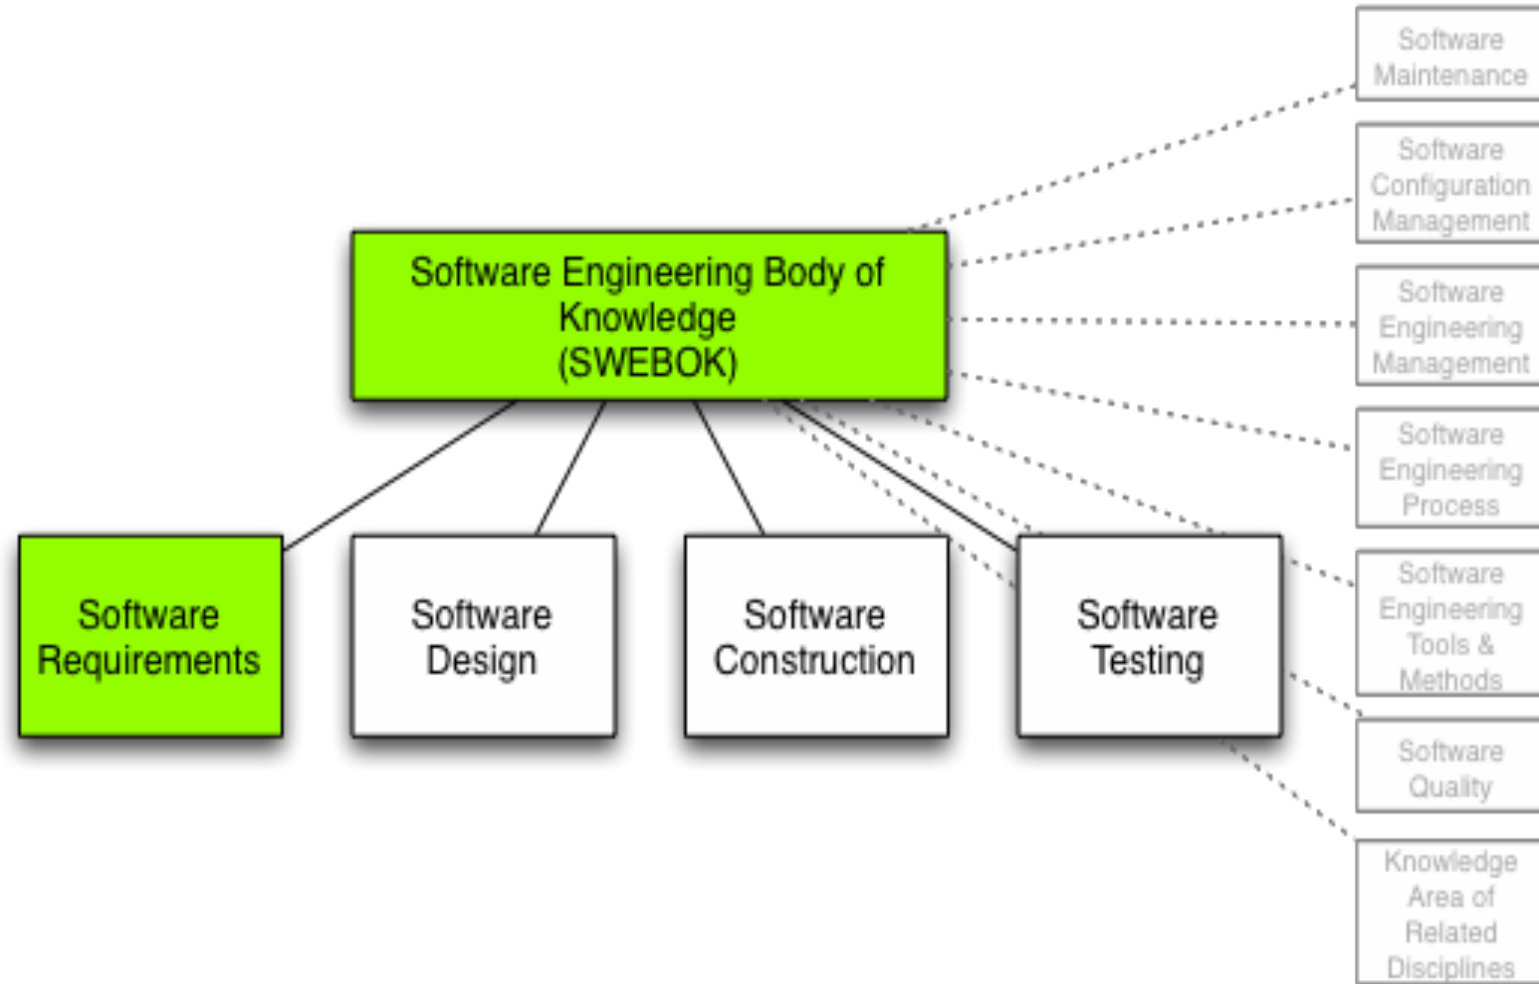 Software
Maintenance
Software
Configuration
Management
Software
Engineering
Management
Software Engineering Body of
Knowledge
(SWEBOK)
Software
Engineering
Process
Software
Requirements
Software
Design
Software
Construction
Software
Testing
Software
Engineering
Tools &
Methods
Software
Quality
Knowledge
Area of
Related
Disciplines